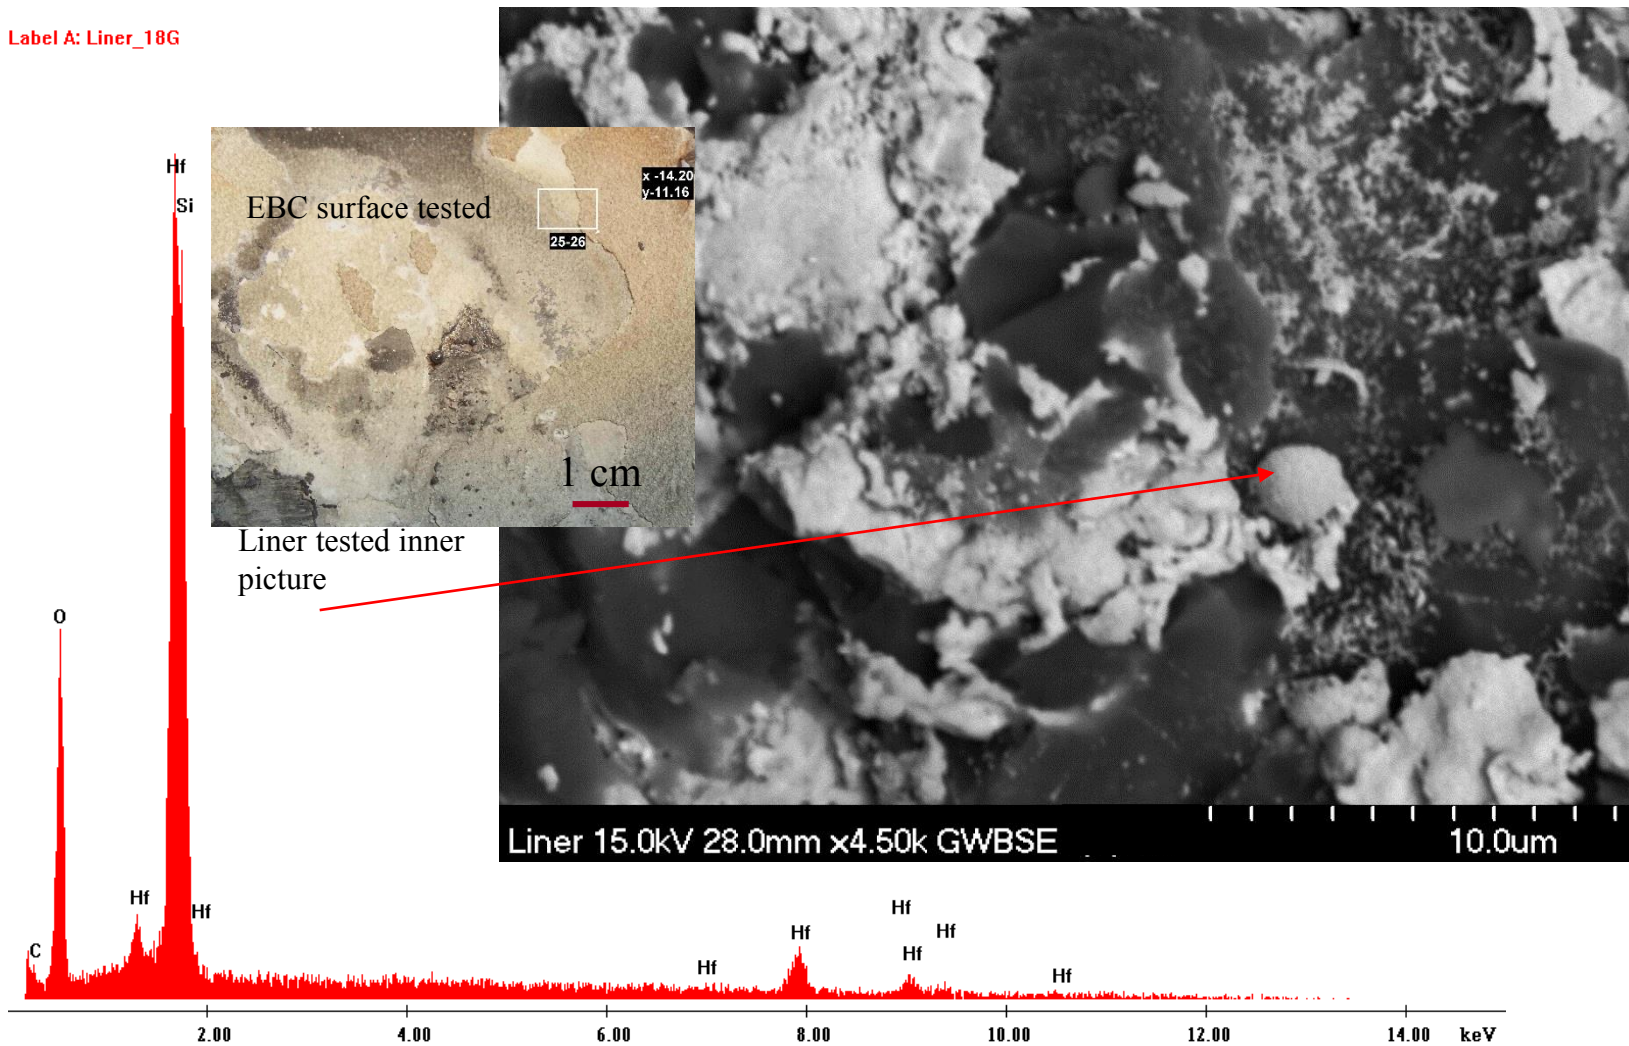 Label A: Liner_18G
x -14.20
y-11.16
EBC surface tested
25-26
1 cm
Liner tested inner
picture
Hf
Si
O
C
Hf
Hf
Hf
Hf
Hf
Hf
Hf
Hf
2.00
4.00
6.00
8.00
10.00
12.00
14.00
keV
Liner 15.0kV 28.0mm x4.50k GWBSE
10.0um